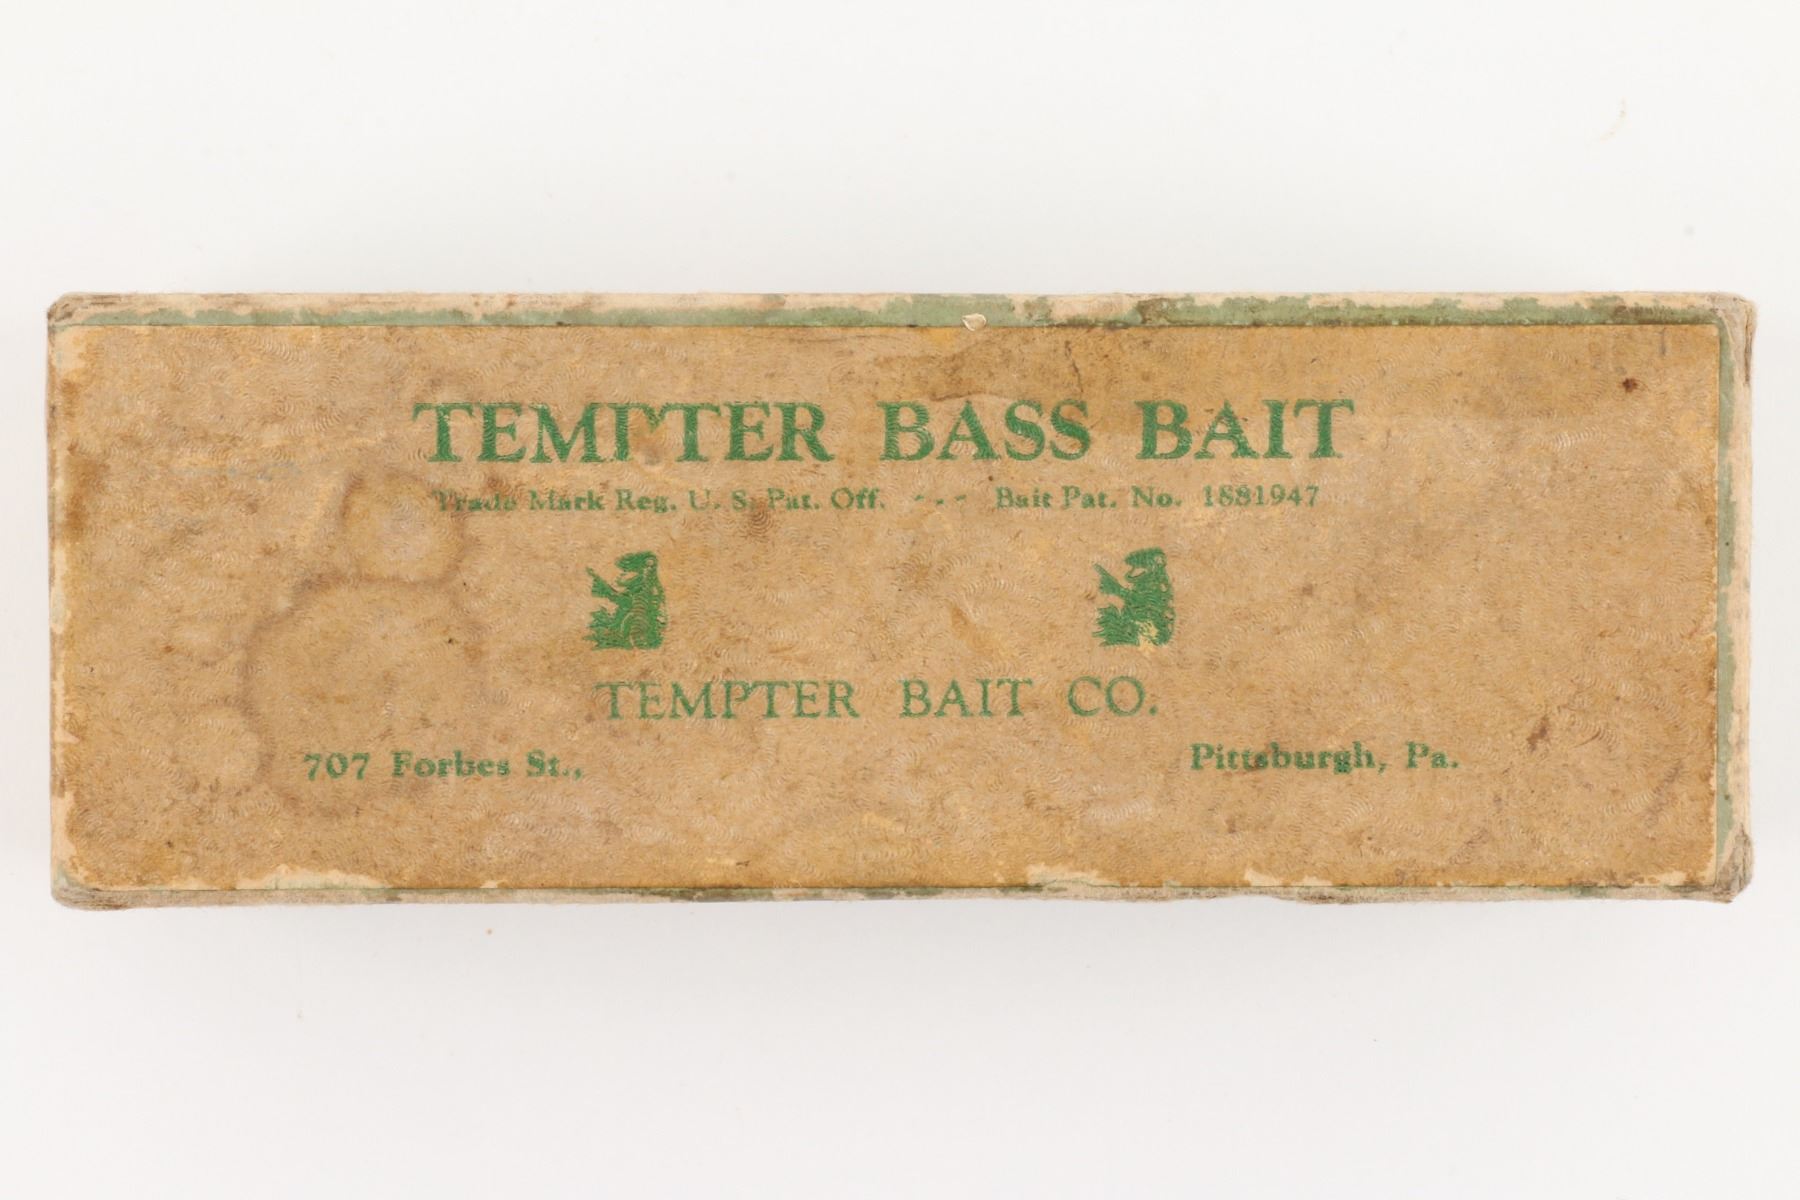 TEMPTER BASS BAIT
Trade Mark Reg. U. S. Pat. Off. - - - Bait Pat. No. 1881947
TEMPTER BAIT CO.
707 Forbes St., Pittsburgh, Pa.